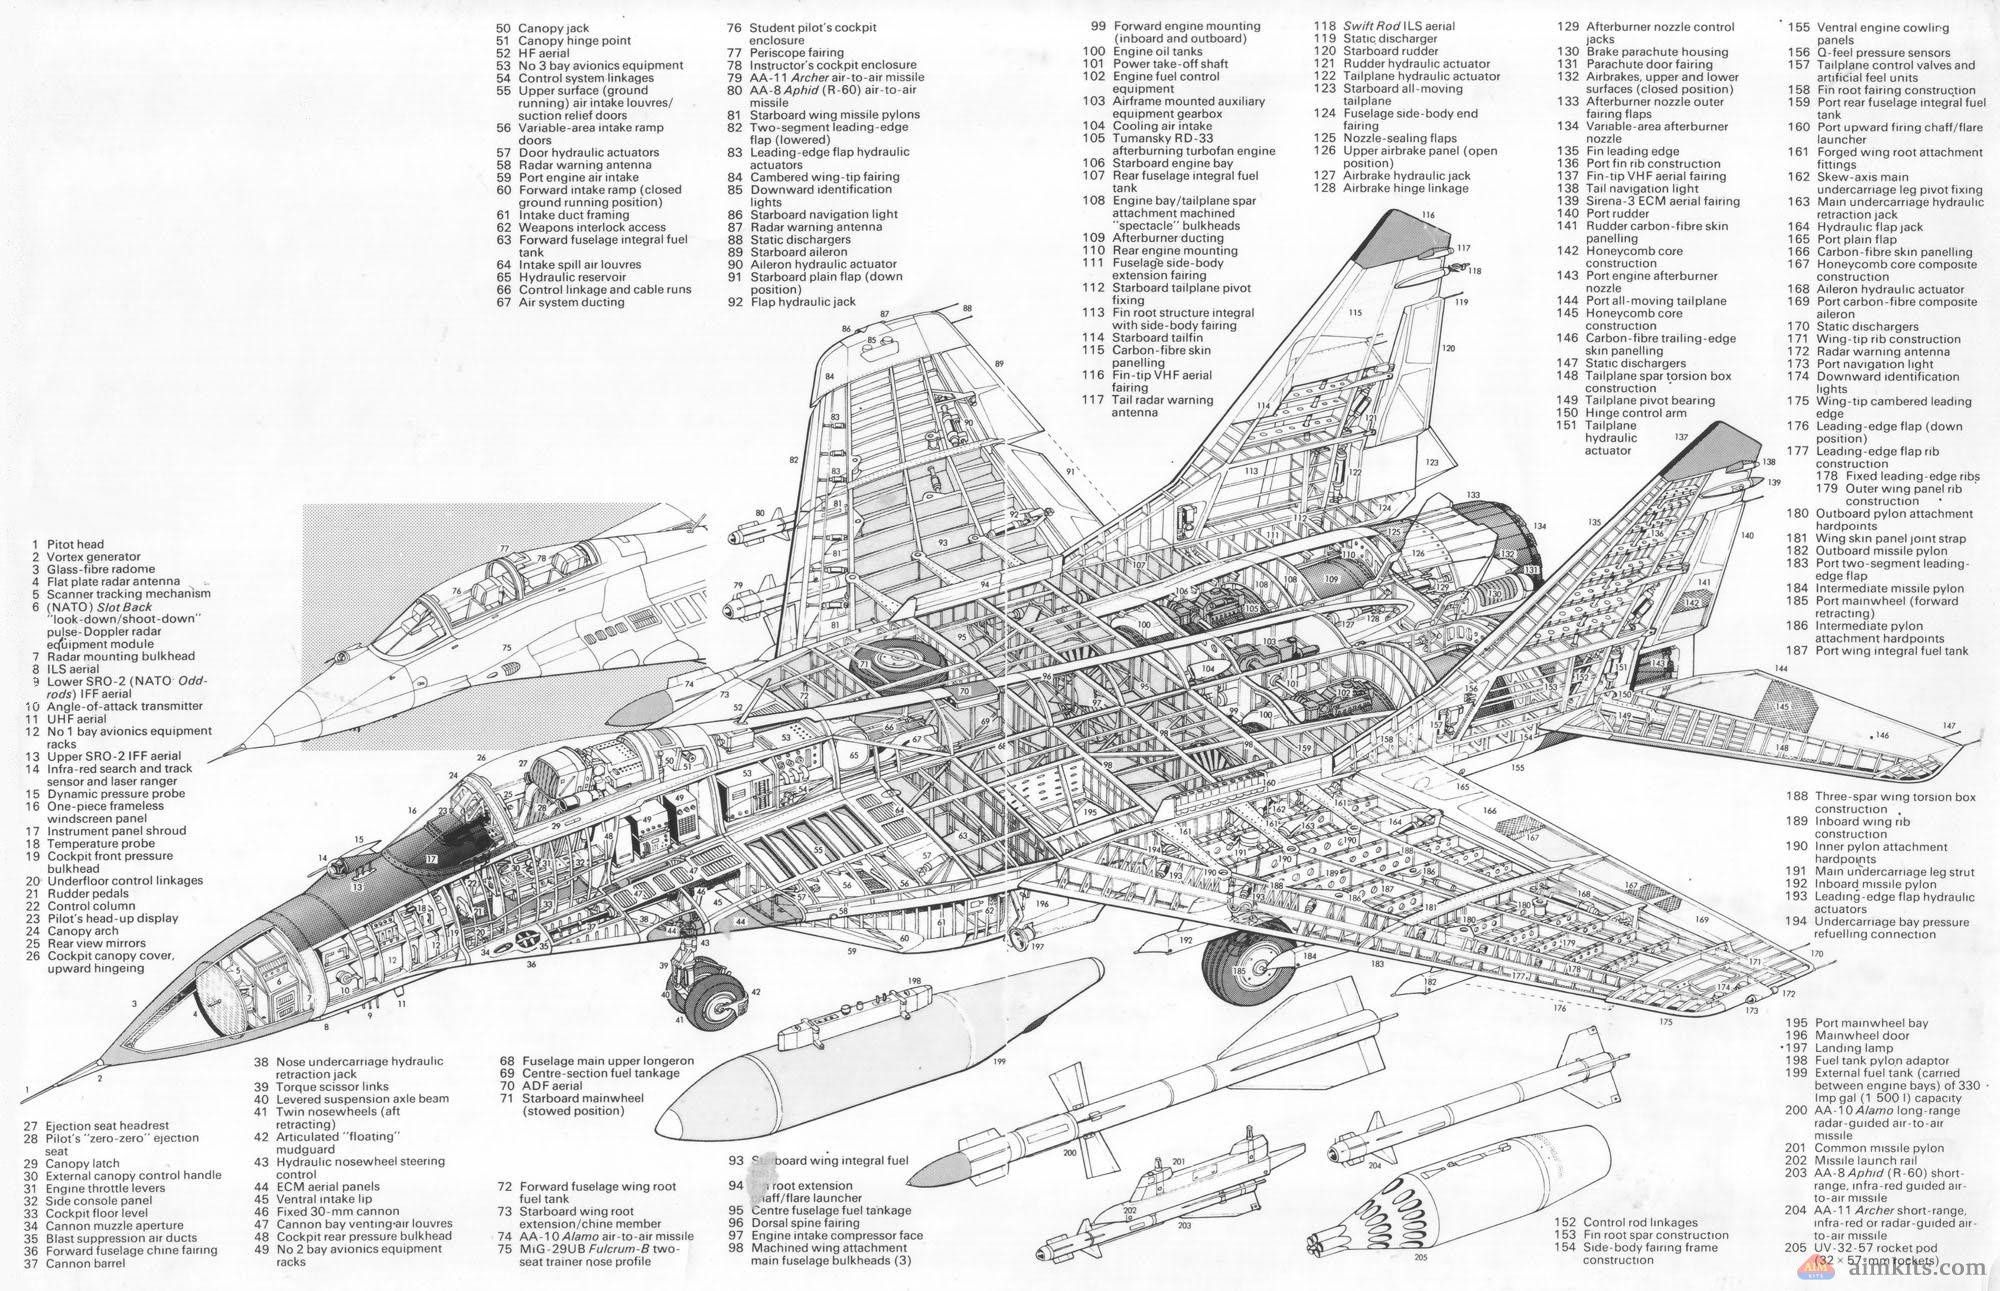 50 Canopy jack
51 Canopy hinge point
52 HF aerial
53 No 3 bay avionics equipment
54 Control system linkages
55 Upper surface (ground
running) air intake louvres/
suction relief doors
56 Variable-area intake ramp
doors
57 Door hydraulic actuators
58 Radar warning antenna
59 Port engine air intake
60 Forward intake ramp (closed
ground running position)
61 Intake duct framing
62 Weapons interlock access
63 Forward fuselage integral fuel
tank
64 Intake spill air louvres
65 Hydraulic reservoir
66 Control linkage and cable runs
67 Air system ducting
76 Student pilot's cockpit
enclosure
77 Periscope fairing
78 Instructor's cockpit enclosure
79 AA-11 Archer air-to-air missile
80 AA-8 Aphid (R-60) air-to-air
missile
81 Starboard wing missile pylons
82 Two-segment leading-edge
flap (lowered)
83 Leading-edge flap hydraulic
actuators
84 Cambered wing-tip fairing
85 Downward identification
lights
86 Starboard navigation light
87 Radar warning antenna
88 Static dischargers
89 Starboard aileron
90 Aileron hydraulic actuator
91 Starboard plain flap (down
position)
92 Flap hydraulic jack
99 Forward engine mounting
(inboard and outboard)
100 Engine oil tanks
101 Power take-off shaft
102 Engine fuel control
equipment
103 Airframe mounted auxiliary
equipment gearbox
104 Cooling air intake
105 Tumansky RD-33
afterburning turbofan engine
106 Starboard engine bay
107 Rear fuselage integral fuel
tank
108 Engine bay/tailplane spar
attachment machined
"spectacle" bulkheads
109 Afterburner ducting
110 Rear engine mounting
111 Fuselage side-body
extension fairing
112 Starboard tailplane pivot
fixing
113 Fin root structure integral
with side-body fairing
114 Starboard tailfin
115 Carbon-fibre skin
panelling
116 Fin-tip VHF aerial
fairing
117 Tail radar warning
antenna
118 Swift Rod ILS aerial
119 Static discharger
120 Starboard rudder
121 Rudder hydraulic actuator
122 Tailplane hydraulic actuator
123 Starboard all-moving
tailplane
124 Fuselage side-body end
fairing
125 Nozzle-sealing flaps
126 Upper airbrake panel (open
position)
127 Airbrake hydraulic jack
128 Airbrake hinge linkage
129 Afterburner nozzle control
jacks
130 Brake parachute housing
131 Parachute door fairing
132 Airbrakes, upper and lower
surfaces (closed position)
133 Afterburner nozzle outer
fairing flaps
134 Variable-area afterburner
nozzle
135 Fin leading edge
136 Port fin rib construction
137 Fin-tip VHF aerial fairing
138 Tail navigation light
139 Sirena-3 ECM aerial fairing
140 Port rudder
141 Rudder carbon-fibre skin
panelling
142 Honeycomb core
construction
143 Port engine afterburner
nozzle
144 Port all-moving tailplane
145 Honeycomb core
construction
146 Carbon-fibre trailing-edge
skin panelling
147 Static dischargers
148 Tailplane spar torsion box
construction
149 Tailplane pivot bearing
150 Hinge control arm
151 Tailplane
hydraulic
actuator
155 Ventral engine cowling
panels
156 Q-feel pressure sensors
157 Tailplane control valves and
artificial feel units
158 Fin root fairing construction
159 Port rear fuselage integral fuel
tank
160 Port upward firing chaff/flare
launcher
161 Forged wing root attachment
fittings
162 Skew-axis main
undercarriage leg pivot fixing
163 Main undercarriage hydraulic
retraction jack
164 Hydraulic flap jack
165 Port plain flap
166 Carbon-fibre skin panelling
167 Honeycomb core composite
construction
168 Aileron hydraulic actuator
169 Port carbon-fibre composite
aileron
170 Static dischargers
171 Wing-tip rib construction
172 Radar warning antenna
173 Port navigation light
174 Downward identification
lights
175 Wing-tip cambered leading
edge
176 Leading-edge flap (down
position)
177 Leading-edge flap rib
construction
178 Fixed leading-edge ribs
179 Outer wing panel rib
construction
180 Outboard pylon attachment
hardpoints
181 Wing skin panel joint strap
182 Outboard missile pylon
183 Port two-segment leading-
edge flap
184 Intermediate missile pylon
185 Port mainwheel (forward
retracting)
186 Intermediate pylon
attachment hardpoints
187 Port wing integral fuel tank
1 Pitot head
2 Vortex generator
3 Glass-fibre radome
4 Flat plate radar antenna
5 Scanner tracking mechanism
6 (NATO) Slot Back
"look-down/shoot-down"
pulse-Doppler radar
equipment module
7 Radar mounting bulkhead
8 ILS aerial
9 Lower SRO-2 (NATO Odd-
rods) IFF aerial
10 Angle-of-attack transmitter
11 UHF aerial
12 No 1 bay avionics equipment
racks
13 Upper SRO-2 IFF aerial
14 Infra-red search and track
sensor and laser ranger
15 Dynamic pressure probe
16 One-piece frameless
windscreen panel
17 Instrument panel shroud
18 Temperature probe
19 Cockpit front pressure
bulkhead
20 Underfloor control linkages
21 Rudder pedals
22 Control column
23 Pilot's head-up display
24 Canopy arch
25 Rear view mirrors
26 Cockpit canopy cover,
upward hingeing
188 Three-spar wing torsion box
construction
189 Inboard wing rib
construction
190 Inner pylon attachment
hardpoints
191 Main undercarriage leg strut
192 Inboard missile pylon
193 Leading-edge flap hydraulic
actuators
194 Undercarriage bay pressure
refuelling connection
27 Ejection seat headrest
28 Pilot's "zero-zero" ejection
seat
29 Canopy latch
30 External canopy control handle
31 Engine throttle levers
32 Side console panel
33 Cockpit floor level
34 Cannon muzzle aperture
35 Blast suppression air ducts
36 Forward fuselage chine fairing
37 Cannon barrel
38 Nose undercarriage hydraulic
retraction jack
39 Torque scissor links
40 Levered suspension axle beam
41 Twin nosewheels (aft
retracting)
42 Articulated "floating"
mudguard
43 Hydraulic nosewheel steering
control
44 ECM aerial panels
45 Ventral intake lip
46 Fixed 30-mm cannon
47 Cannon bay venting air louvres
48 Cockpit rear pressure bulkhead
49 No 2 bay avionics equipment
racks
68 Fuselage main upper longeron
69 Centre-section fuel tankage
70 ADF aerial
71 Starboard mainwheel
(stowed position)
72 Forward fuselage wing root
fuel tank
73 Starboard wing root
extension/chine member
74 AA-10 Alamo air-to-air missile
75 MiG-29UB Fulcrum-B two-
seat trainer nose profile
93 wing integral fuel
94 root extension
launcher
95 Centre fuselage fuel tankage
96 Dorsal spine fairing
97 Engine intake compressor face
98 Machined wing attachment
main fuselage bulkheads (3)
152 Control rod linkages
153 Fin root spar construction
154 Side-body fairing frame
construction
195 Port mainwheel bay
196 Mainwheel door
197 Landing lamp
198 Fuel tank pylon adaptor
199 External fuel tank (carried
between engine bays) of 330
Imp gal (1 500 l) capacity
200 AA-10 Alamo long-range
radar-guided air-to-air
missile
201 Common missile pylon
202 Missile launch rail
203 AA-8 Aphid (R-60) short-
range, infra-red guided air-
to-air missile
204 AA-11 Archer short-range,
infra-red or radar-guided air-
to-air missile
205 UV-32-57 rocket pod
(32 × 57-mm rockets)
AIM
KITS
aimkits.com